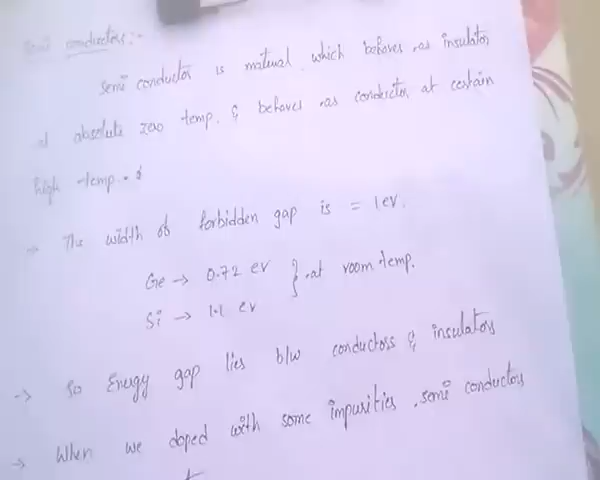 Semi conductors:-
Semi conductor is material which behaves as insulator
at absolute zero temp. & behaves as conductor at certain
high temp.
→ The width of forbidden gap is = 1 ev.
Ge → 0.72 ev } at room temp.
Si → 1.1 ev
→ So Energy gap lies b/w conductors & insulators
→ When we doped with some impurities, semi conductors